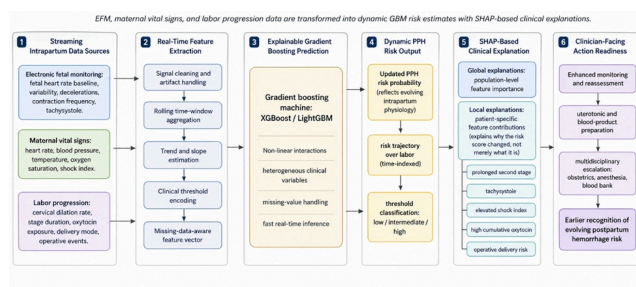 EFM, maternal vital signs, and labor progression data are transformed into dynamic GBM risk estimates with SHAP-based clinical explanations.
1
Streaming
Intrapartum Data Sources
Electronic fetal monitoring:
fetal heart rate baseline,
variability, decelerations,
contraction frequency,
tachysystole.
Maternal vital signs:
heart rate, blood pressure,
temperature, oxygen
saturation, shock index.
Labor progression:
cervical dilation rate,
stage duration, oxytocin
exposure, delivery mode,
operative events.
2
Real-Time Feature
Extraction
Signal cleaning and
artifact handling
Rolling time-window
aggregation
Trend and slope
estimation
Clinical threshold
encoding
Missing-data-aware
feature vector
3
Explainable Gradient
Boosting Prediction
Gradient boosting
machine:
XGBoost / LightGBM
Non-linear interactions
heterogeneous clinical
variables
missing-value handling
fast real-time inference
4
Dynamic PPH
Risk Output
Updated PPH
risk probability
(reflects evolving
intrapartum
physiology)
risk trajectory
over labor
(time-indexed)
threshold
classification:
low / intermediate /
high
5
SHAP-Based
Clinical Explanation
Global explanations:
population-level
feature importance
Local explanations:
patient-specific
feature contributions
(explains why the risk
score changed, not
merely what it is)
prolonged second stage
tachysystole
elevated shock index
high cumulative oxytocin
operative delivery risk
6
Clinician-Facing
Action Readiness
Enhanced monitoring
and reassessment
uterotonic and
blood-product
preparation
multidisciplinary
escalation:
obstetrics, anesthesia,
blood bank
Earlier recognition of
evolving postpartum
hemorrhage risk